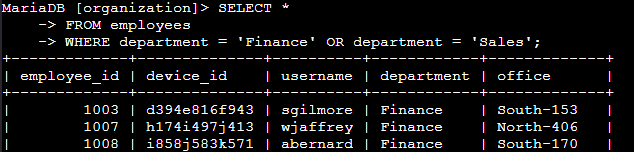 MariaDB [organization]> SELECT *
    -> FROM employees
    -> WHERE department = 'Finance' OR department = 'Sales';
+-------------+--------------+----------+------------+-------------+
| employee_id | device_id    | username | department | office      |
+-------------+--------------+----------+------------+-------------+
|        1003 | d394e816f943 | sgilmore | Finance    | South-153   |
|        1007 | h174i497j413 | wjaffrey | Finance    | North-406   |
|        1008 | i858j583k571 | abernard | Finance    | South-170   |